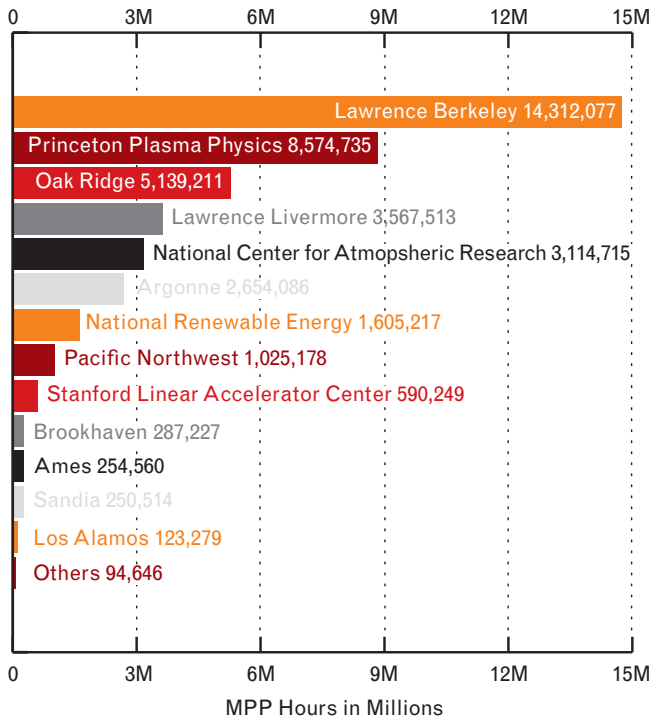 0 3M 6M 9M 12M 15M
Lawrence Berkeley 14,312,077
Princeton Plasma Physics 8,574,735
Oak Ridge 5,139,211
Lawrence Livermore 3,567,513
National Center for Atmopsheric Research 3,114,715
Argonne 2,654,086
National Renewable Energy 1,605,217
Pacific Northwest 1,025,178
Stanford Linear Accelerator Center 590,249
Brookhaven 287,227
Ames 254,560
Sandia 250,514
Los Alamos 123,279
Others 94,646
0 3M 6M 9M 12M 15M
MPP Hours in Millions